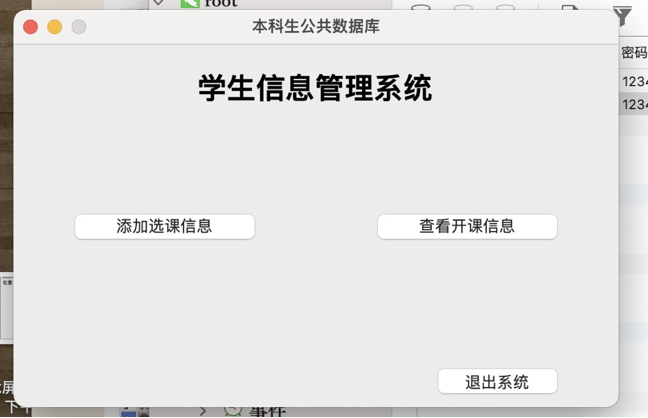 root
本科生公共数据库
密码
学生信息管理系统
1234
1234
添加选课信息
查看开课信息
退出系统
下午
事件